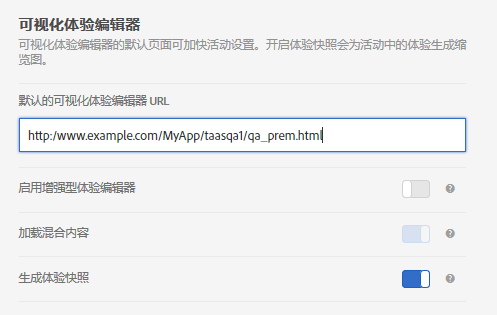 可视化体验编辑器
可视化体验编辑器的默认页面可加快活动设置。开启体验快照会为活动中的体验生成缩
览图。
默认的可视化体验编辑器 URL
http:/www.example.com/MyApp/taasqa1/qa_prem.html
启用增强型体验编辑器
加载混合内容
生成体验快照